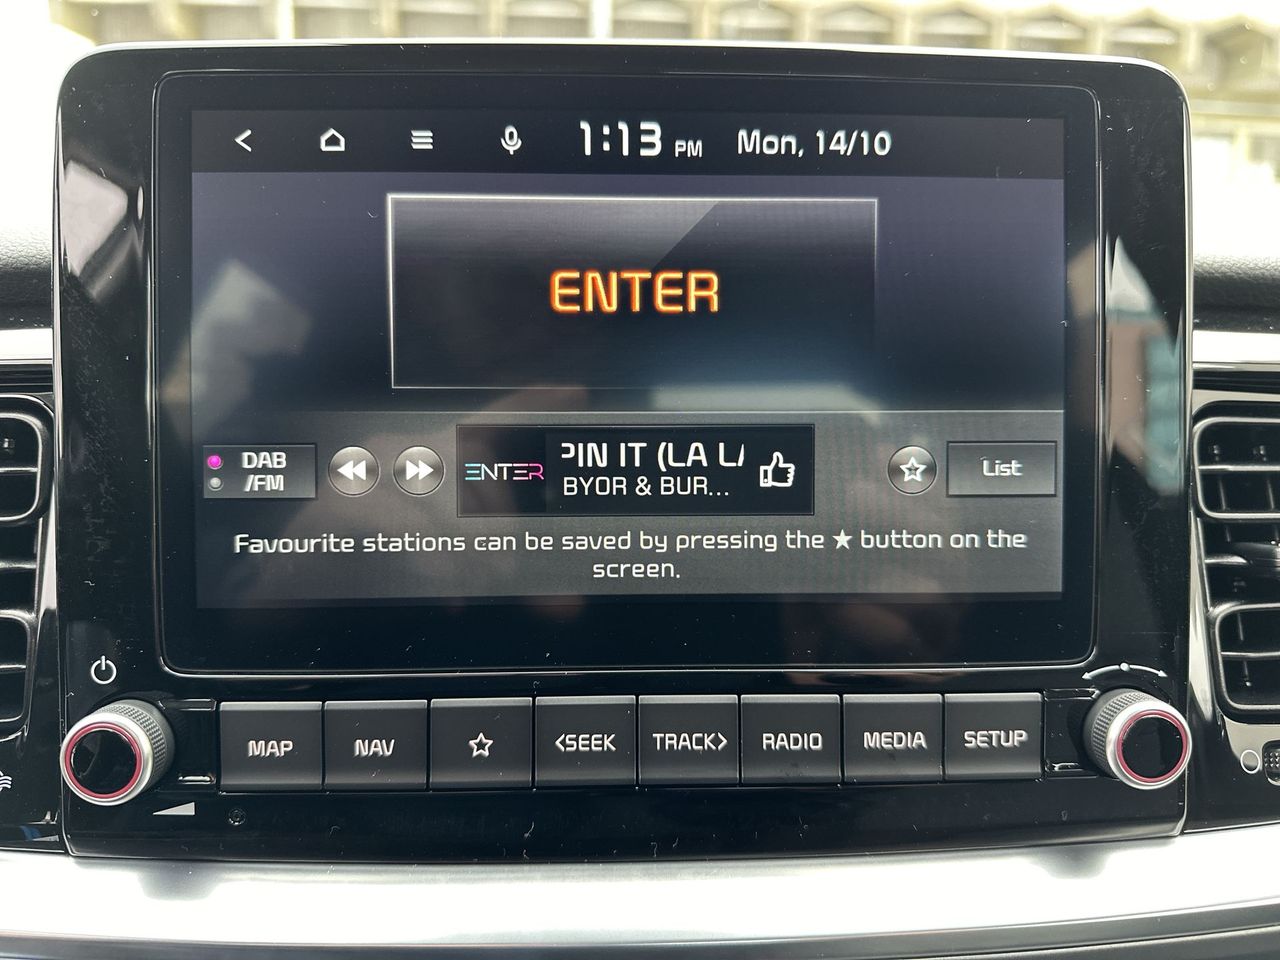 1:13 PM Mon, 14/10
ENTER
DAB
/FM
ENTER
PIN IT (LA L
BYOR & BUR...
List
Favourite stations can be saved by pressing the ★ button on the
screen.
MAP
NAV
<SEEK
TRACK>
RADIO
MEDIA
SETUP